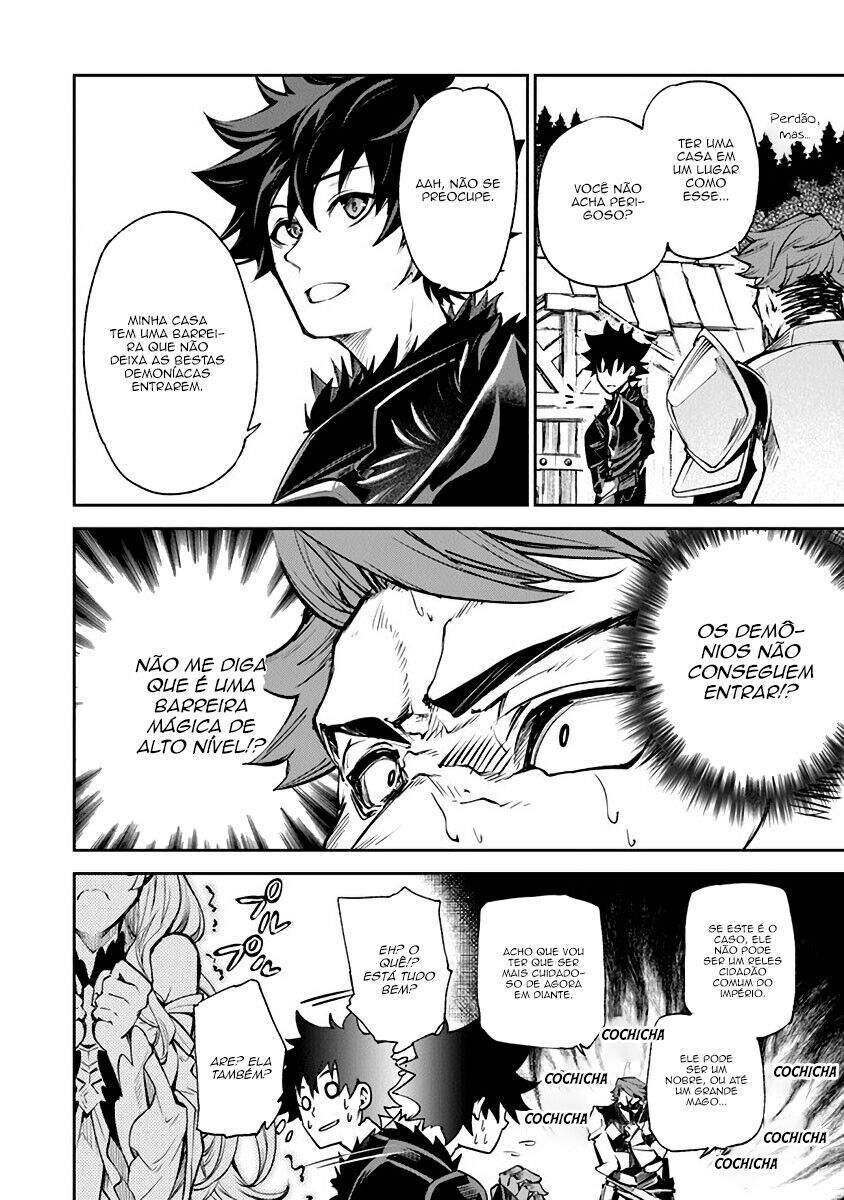 Perdão,
mas...
TER UMA
CASA EM
UM LUGAR
COMO
ESSE...
VOCÊ NÃO
ACHA PERI-
GOSO?
AAH, NÃO SE
PREOCUPE.
MINHA CASA
TEM UMA BARREI-
RA QUE NÃO
DEIXA AS BESTAS
DEMONÍACAS
ENTRAREM.
OS DEMÔ-
NIOS NÃO
CONSEGUEM
ENTRAR!?
NÃO ME DIGA
QUE É UMA
BARREIRA
MÁGICA DE
ALTO NÍVEL!?
SE ESTE É O
CASO, ELE
NÃO PODE
SER UM RELES
CIDADÃO
COMUM DO
IMPÉRIO.
ELE PODE
SER UM
NOBRE, OU ATÉ
UM GRANDE
MAGO...
COCHICHA
COCHICHA
COCHICHA
COCHICHA
ACHO QUE VOU
TER QUE SER
MAIS CUIDADO-
SO DE AGORA
EM DIANTE.
COCHICHA
COCHICHA
EH? O
QUÊ!?
ESTÁ TUDO
BEM?
ARE? ELA
TAMBÉM?